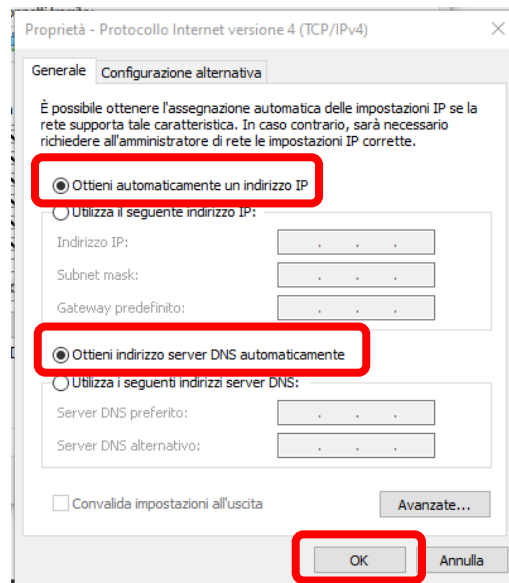 Proprietà - Protocollo Internet versione 4 (TCP/IPv4)
Generale
Configurazione alternativa
È possibile ottenere l'assegnazione automatica delle impostazioni IP se la
rete supporta tale caratteristica. In caso contrario, sarà necessario
richiedere all'amministratore di rete le impostazioni IP corrette.
Ottieni automaticamente un indirizzo IP
Utilizza il seguente indirizzo IP:
Indirizzo IP:
Subnet mask:
Gateway predefinito:
Ottieni indirizzo server DNS automaticamente
Utilizza i seguenti indirizzi server DNS:
Server DNS preferito:
Server DNS alternativo:
Convalida impostazioni all'uscita
Avanzate...
OK
Annulla